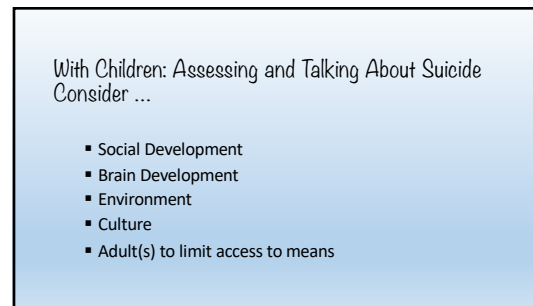 With Children: Assessing and Talking About Suicide
Consider ...
▪ Social Development
▪ Brain Development
▪ Environment
▪ Culture
▪ Adult(s) to limit access to means